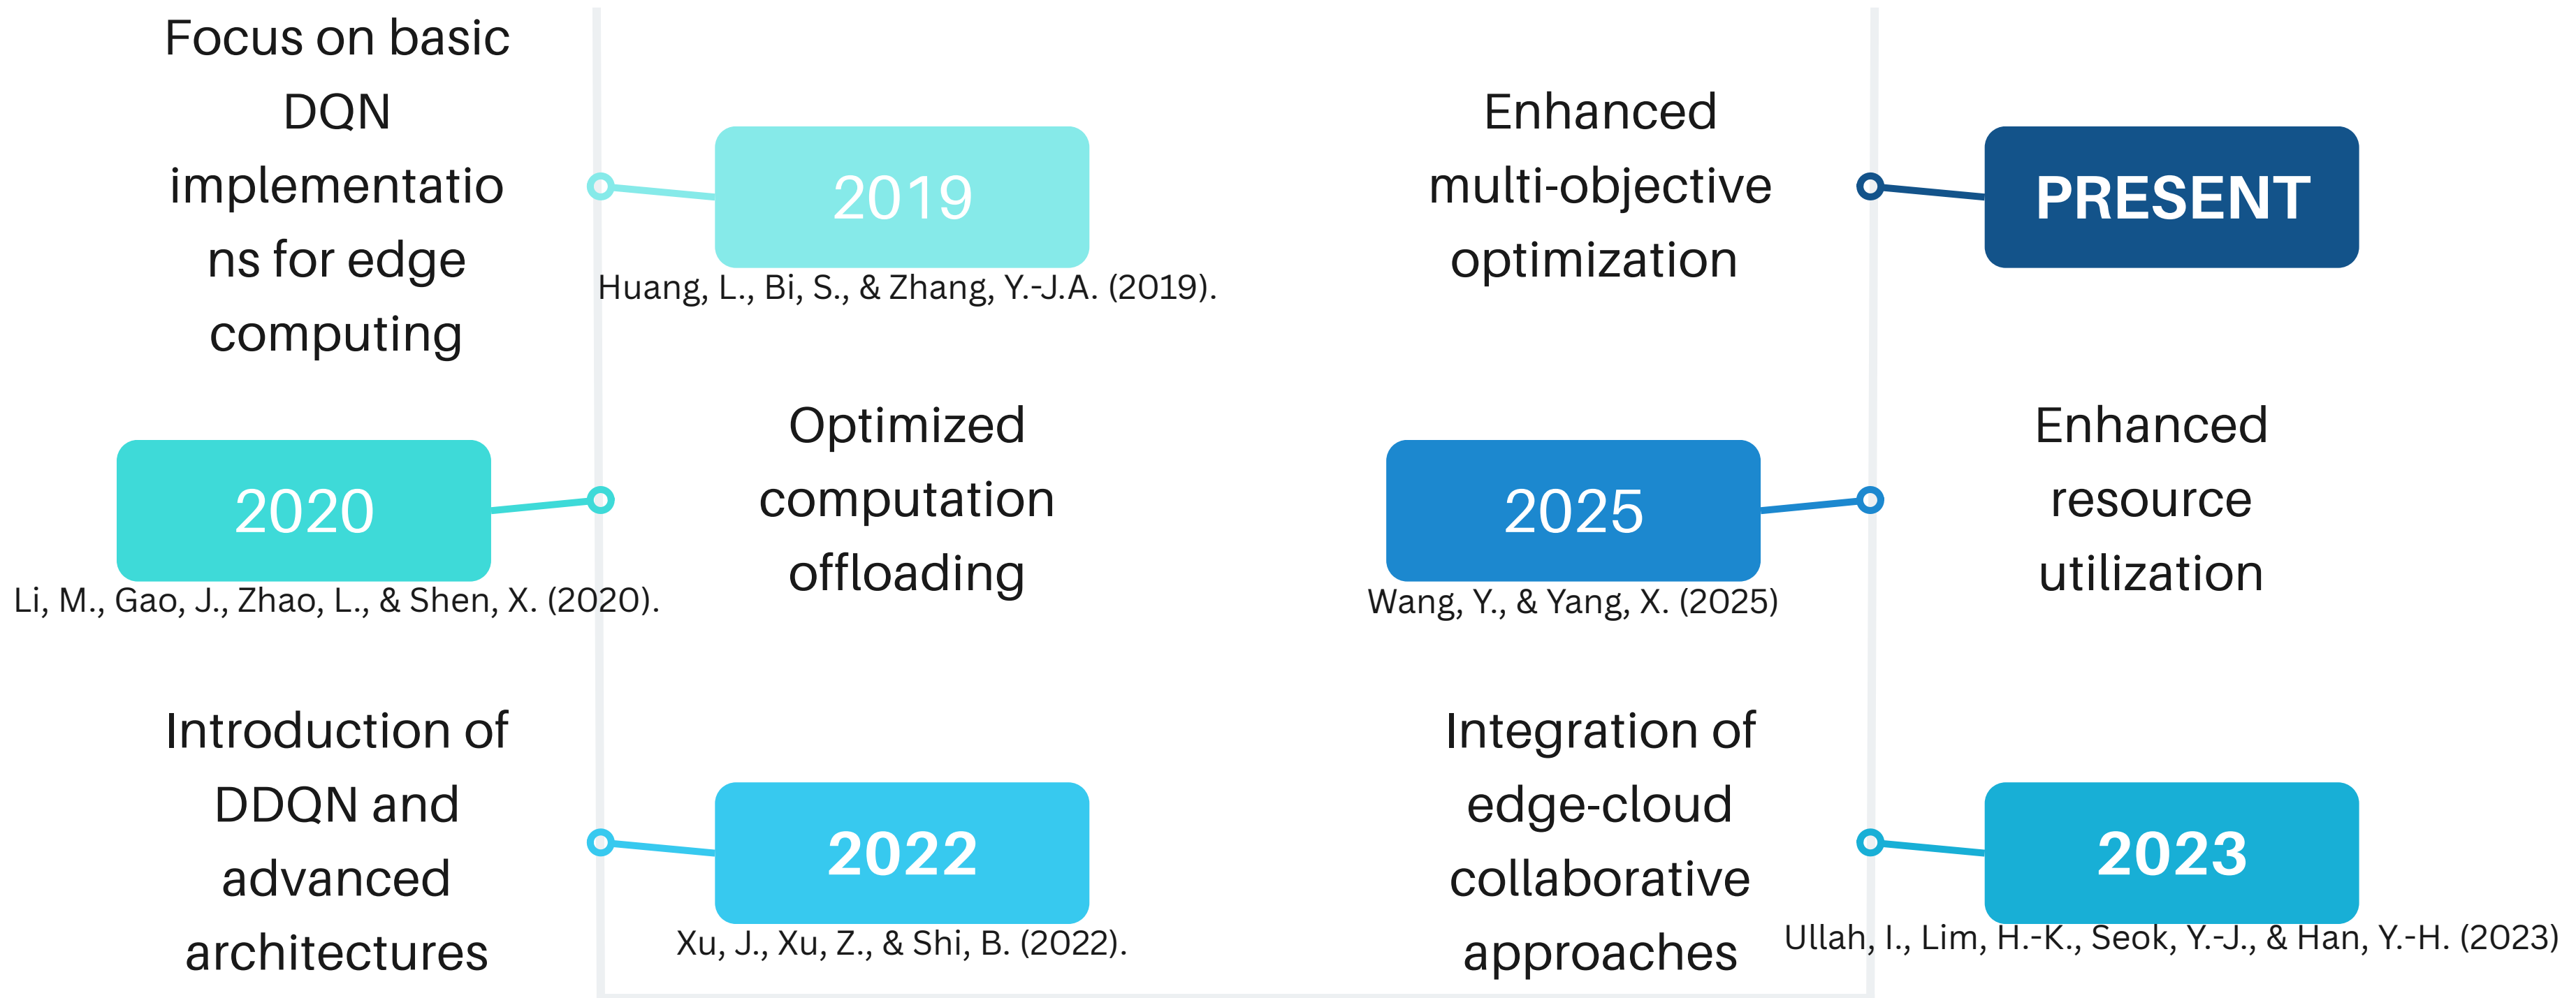 Focus on basic
DQN
implementatio
ns for edge
computing
2019
Huang, L., Bi, S., & Zhang, Y.-J.A. (2019).
2020
Li, M., Gao, J., Zhao, L., & Shen, X. (2020).
Optimized
computation
offloading
Introduction of
DDQN and
advanced
architectures
2022
Xu, J., Xu, Z., & Shi, B. (2022).
Enhanced
multi-objective
optimization
PRESENT
2025
Wang, Y., & Yang, X. (2025)
Enhanced
resource
utilization
Integration of
edge-cloud
collaborative
approaches
2023
Ullah, I., Lim, H.-K., Seok, Y.-J., & Han, Y.-H. (2023)